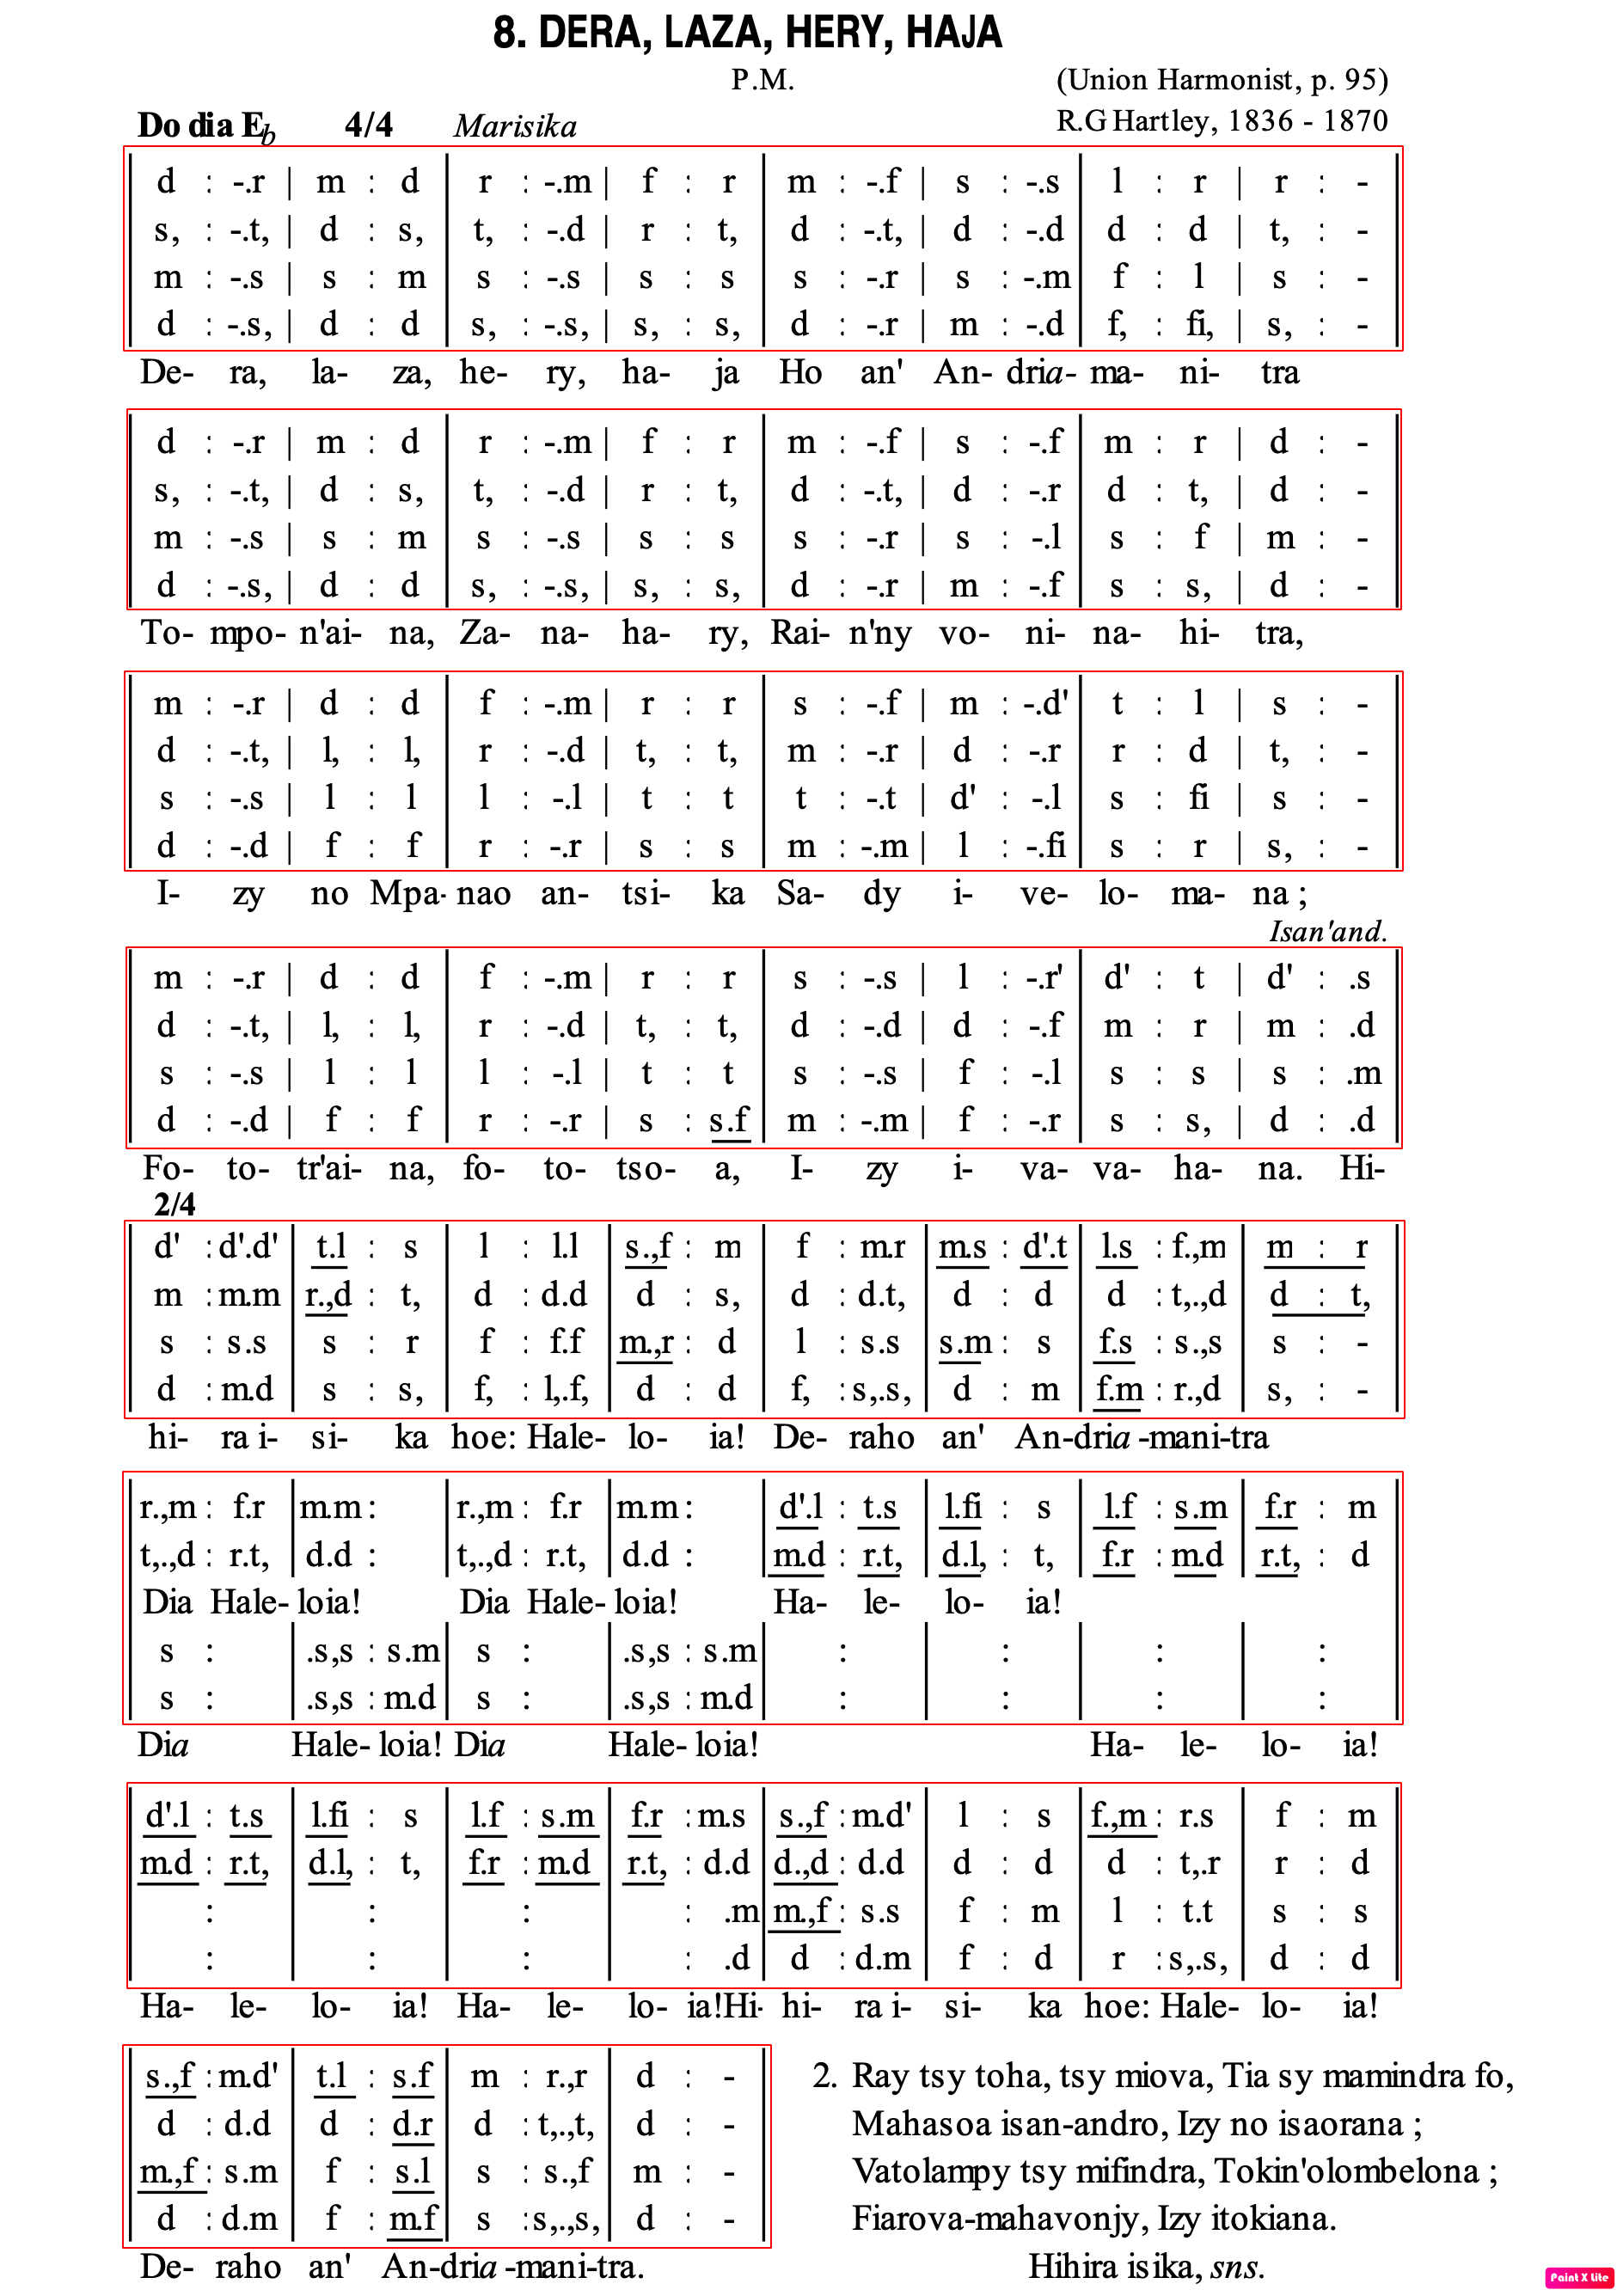 8. DERA, LAZA, HERY, HAJA
P.M.
(Union Harmonist, p. 95)
Do dia Eb 4/4 Marisika
R.G Hartley, 1836 - 1870
d : -.r | m : d | r : -.m | f : r | m : -.f | s : -.s | l : r | r : -
s, : -.t, | d : s, | t, : -.d | r : t, | d : -.t, | d : -.d | d : d | t, : -
m : -.s | s : m | s : -.s | s : s | s : -.r | s : -.m | f : l | s : -
d : -.s, | d : d | s, : -.s, | s, : s, | d : -.r | m : -.d | f, : fi, | s, : -
De- ra, la- za, he- ry, ha- ja Ho an' An- dria- ma- ni- tra
d : -.r | m : d | r : -.m | f : r | m : -.f | s : -.f | m : r | d : -
s, : -.t, | d : s, | t, : -.d | r : t, | d : -.t, | d : -.r | d : t, | d : -
m : -.s | s : m | s : -.s | s : s | s : -.r | s : -.l | s : f | m : -
d : -.s, | d : d | s, : -.s, | s, : s, | d : -.r | m : -.f | s : s, | d : -
To- mpo- n'ai- na, Za- na- ha- ry, Rai- n'ny vo- ni- na- hi- tra,
m : -.r | d : d | f : -.m | r : r | s : -.f | m : -.d' | t : l | s : -
d : -.t, | l, : l, | r : -.d | t, : t, | m : -.r | d : -.r | r : d | t, : -
s : -.s | l : l | l : -.l | t : t | t : -.t | d' : -.l | s : fi | s : -
d : -.d | f : f | r : -.r | s : s | m : -.m | l : -.fi | s : r | s, : -
I- zy no Mpa- nao an- tsi- ka Sa- dy i- ve- lo- ma- na ;
Isan'and.
m : -.r | d : d | f : -.m | r : r | s : -.s | l : -.r' | d' : t | d' : .s
d : -.t, | l, : l, | r : -.d | t, : t, | d : -.d | d : -.f | m : r | m : .d
s : -.s | l : l | l : -.l | t : t | s : -.s | f : -.l | s : s | s : .m
d : -.d | f : f | r : -.r | s : s.f | m : -.m | f : -.r | s : s, | d : .d
Fo- to- tr'ai- na, fo- to- tso- a, I- zy i- va- va- ha- na. Hi-
2/4
d' : d'.d' | t.l : s | l : l.l | s.,f : m | f : m.r | m.s : d'.t | l.s : f.,m | m : r
m : m.m | r.,d : t, | d : d.d | d : s, | d : d.t, | d : d | d : t,.,d | d : t,
s : s.s | s : r | f : f.f | m.,r : d | l : s.s | s.m : s | f.s : s.,s | s : -
d : m.d | s : s, | f, : l,.f, | d : d | f, : s,.s, | d : m | f.m : r.,d | s, : -
hi- ra i- si- ka hoe: Hale- lo- ia! De- raho an' An-dria -mani-tra
r.,m : f.r | m.m : | r.,m : f.r | m.m : | d'.l : t.s | l.fi : s | l.f : s.m | f.r : m
t,.,d : r.t, | d.d : | t,.,d : r.t, | d.d : | m.d : r.t, | d.l, : t, | f.r : m.d | r.t, : d
Dia Hale- loia! Dia Hale- loia! Ha- le- lo- ia!
s : | .s,s : s.m | s : | .s,s : s.m | : | : | : | :
s : | .s,s : m.d | s : | .s,s : m.d | : | : | : | :
Dia Hale- loia! Dia Hale- loia! Ha- le- lo- ia!
d'.l : t.s | l.fi : s | l.f : s.m | f.r : m.s | s.,f : m.d' | l : s | f.,m : r.s | f : m
m.d : r.t, | d.l, : t, | f.r : m.d | r.t, : d.d | d.,d : d.d | d : d | d : t,.r | r : d
: | : | : | : .m | m.,f : s.s | f : m | l : t.t | s : s
: | : | : | : .d | d : d.m | f : d | r : s,.s, | d : d
Ha- le- lo- ia! Ha- le- lo- ia!Hi- hi- ra i- si- ka hoe: Hale- lo- ia!
s.,f : m.d' | t.l : s.f | m : r.,r | d : -
d : d.d | d : d.r | d : t,.,t, | d : -
m.,f : s.m | f : s.l | s : s.,f | m : -
d : d.m | f : m.f | s : s,.,s, | d : -
De- raho an' An-dria -mani-tra.
2. Ray tsy toha, tsy miova, Tia sy mamindra fo,
Mahasoa isan-andro, Izy no isaorana ;
Vatolampy tsy mifindra, Tokin'olombelona ;
Fiarova-mahavonjy, Izy itokiana.
Hihira isika, sns.
Paint X Lite